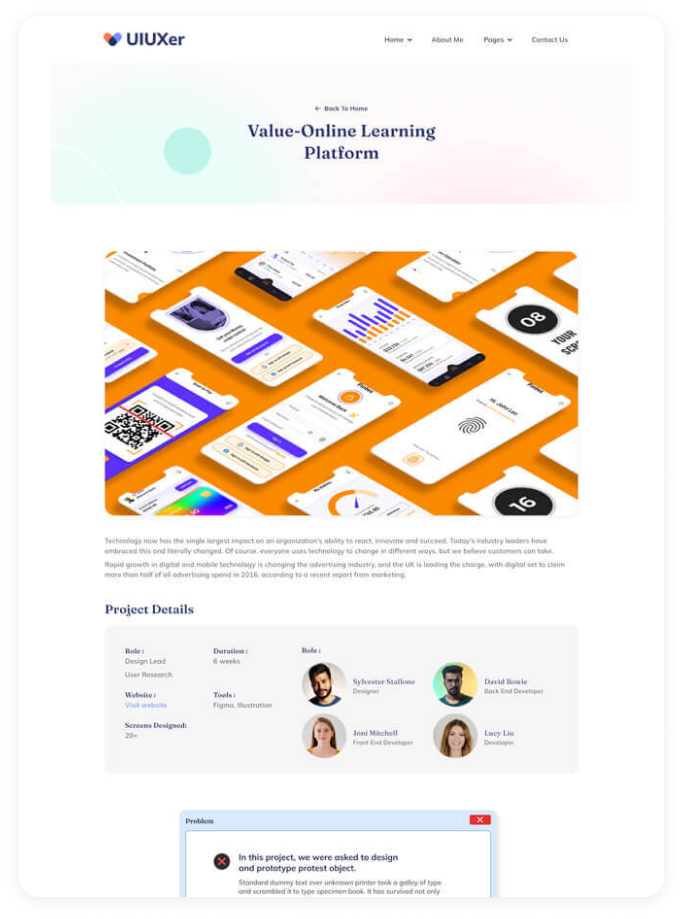 UIUXer
Home
About Me
Pages
Contact Us
Back To Home
Value-Online Learning
Platform
08
YOUR
Welcome Back
Sign in
Hi, John Leo
16
Technology now has the single largest impact on an organization's ability to react, innovate and succeed. Today's industry leaders have
embraced this and literally changed. Of course, everyone uses technology to change in different ways, but we believe customers can take.
Rapid growth in digital and mobile technology is changing the advertising industry, and the UK is leading the charge, with digital set to claim
more than half of all advertising spend in 2016, according to a recent report from marketing.
Project Details
Role :
Design Lead
User Research
Duration :
6 weeks
Website :
Visit website
Tools :
Figma, Illustration
Screens Designed:
20+
Role :
Sylvester Stallone
Designer
David Bowie
Back End Developer
Joni Mitchell
Front End Developer
Lucy Liu
Developer
Problem
In this project, we were asked to design
and prototype protest object.
Standard dummy text ever unknown printer took a galley of type
and scrambled it to type specimen book. It has survived not only